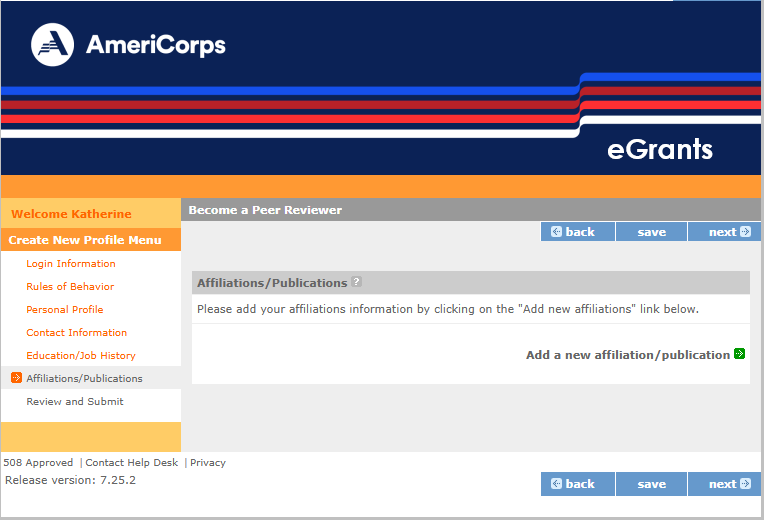 AmeriCorps
eGrants
Welcome Katherine
Become a Peer Reviewer
Create New Profile Menu
back save next
Login Information
Rules of Behavior
Personal Profile
Contact Information
Education/Job History
Affiliations/Publications
Review and Submit
Affiliations/Publications ?
Please add your affiliations information by clicking on the "Add new affiliations" link below.
Add a new affiliation/publication
508 Approved | Contact Help Desk | Privacy
Release version: 7.25.2
back save next